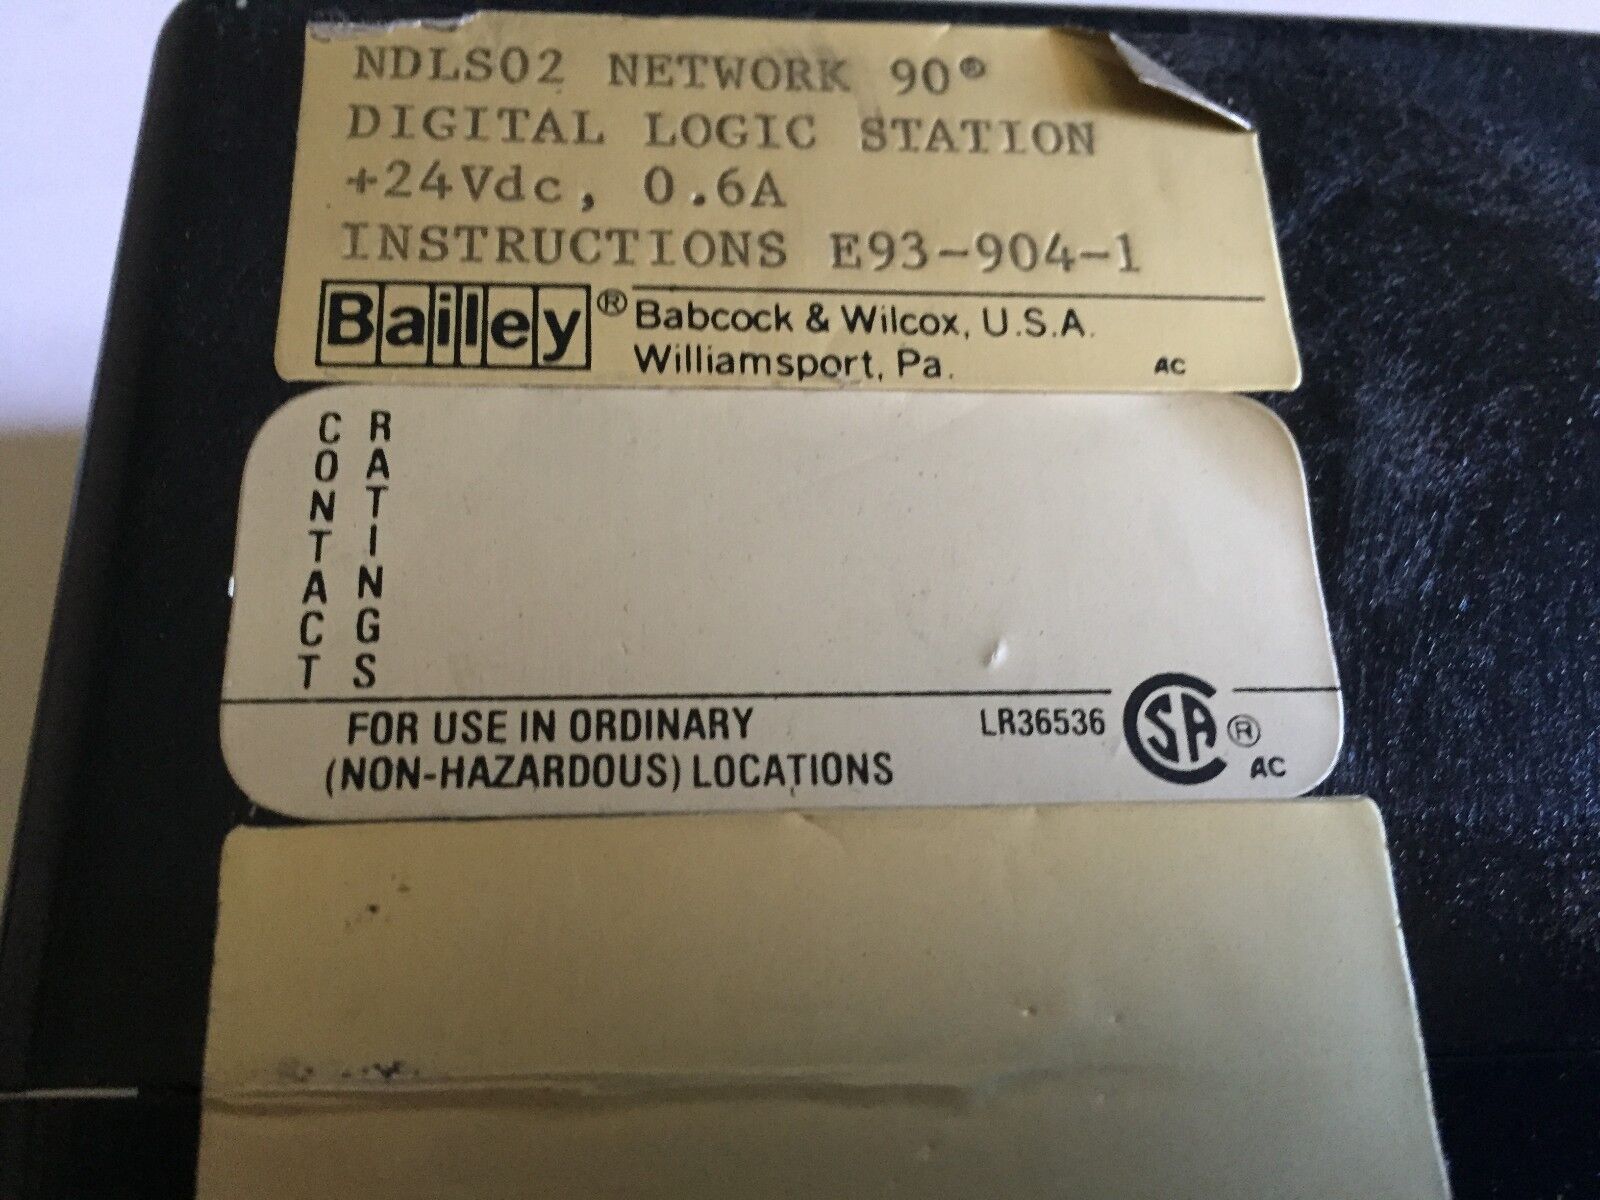 NDLS02 NETWORK 90®
DIGITAL LOGIC STATION
+24Vdc, 0.6A
INSTRUCTIONS E93-904-1
Bailey® Babcock & Wilcox, U.S.A.
Williamsport, Pa. AC
CONTACT RATINGS
FOR USE IN ORDINARY
(NON-HAZARDOUS) LOCATIONS
LR36536 CSA® AC